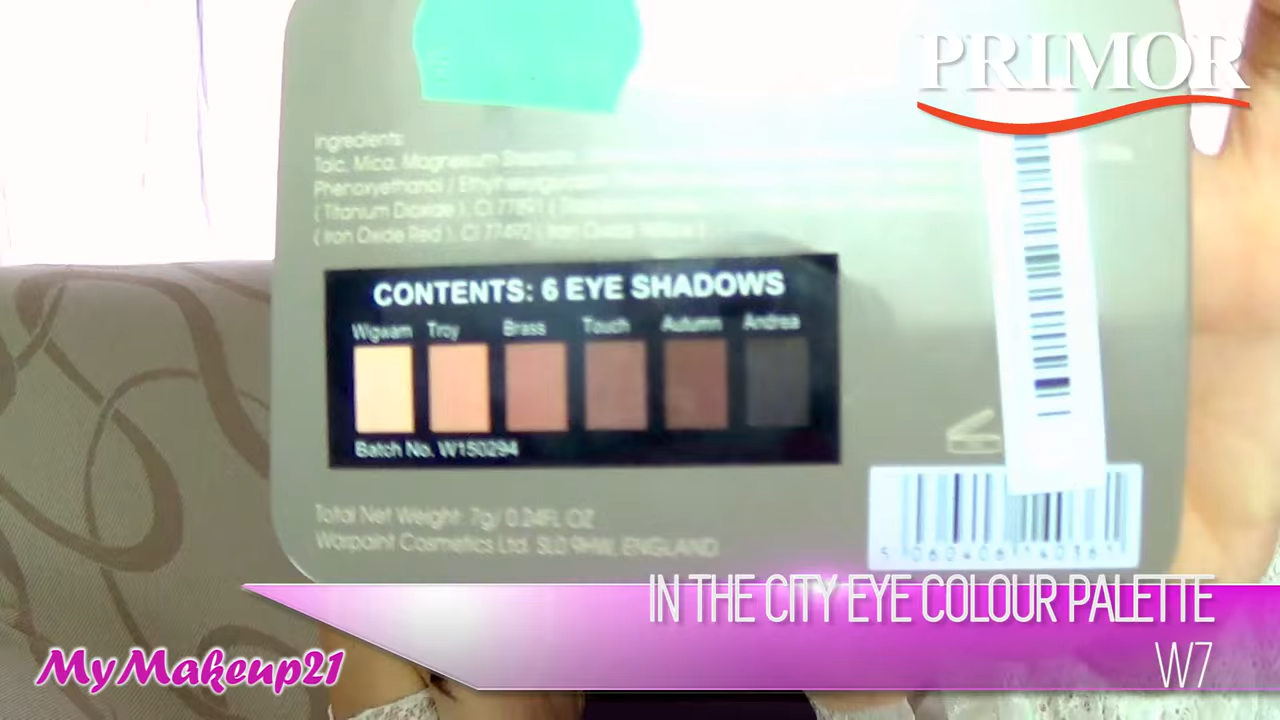 PRIMOR
Ingredients:
Talc, Mica, Magnesium
Phenoxyethanol /
( Titanium Dioxide ), CI 77891 (
( Iron Oxide Red ), CI 77492 ( Iron Oxide
CONTENTS: 6 EYE SHADOWS
Wigwam Troy Brass Touch Autumn Andrea
Batch No. W150294
Total Net Weight: 7g/ 0.24FL OZ
Warpaint Cosmetics Ltd. SL0 9HW, ENGLAND
IN THE CITY EYE COLOUR PALETTE
W7
MyMakeup21